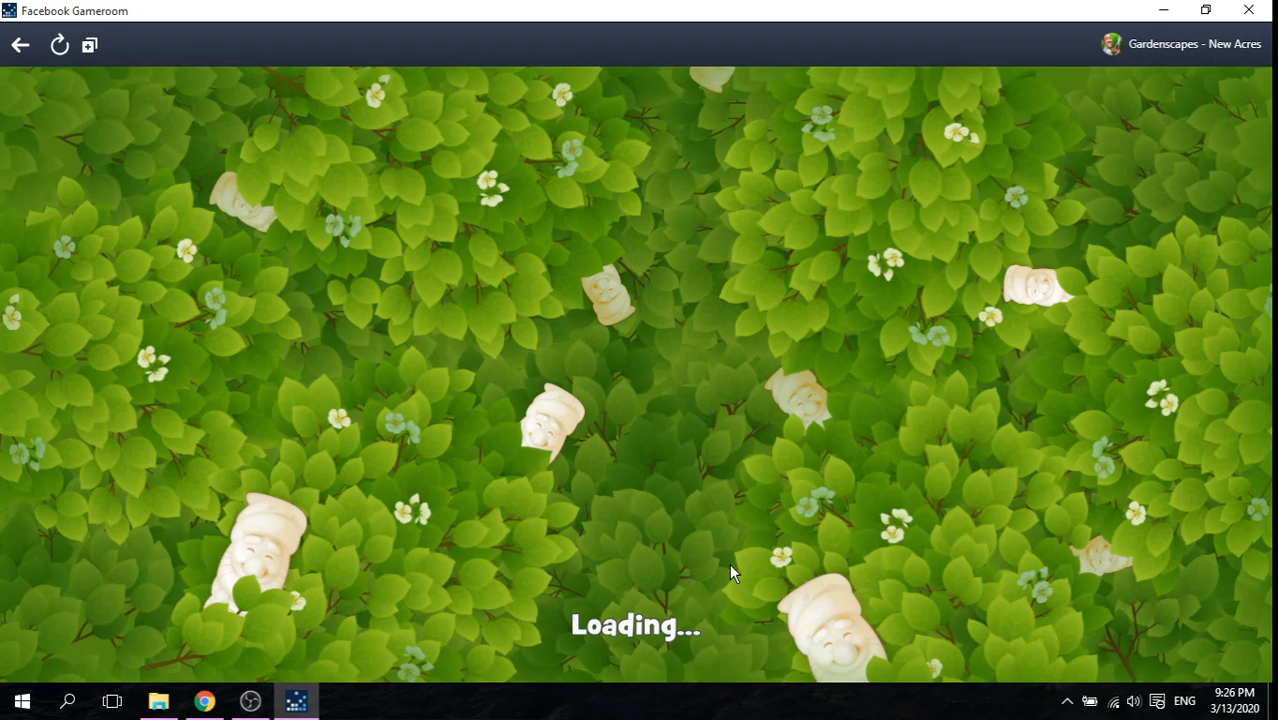 Facebook Gameroom
Gardenscapes - New Acres
Loading...
ENG
9:26 PM
3/13/2020